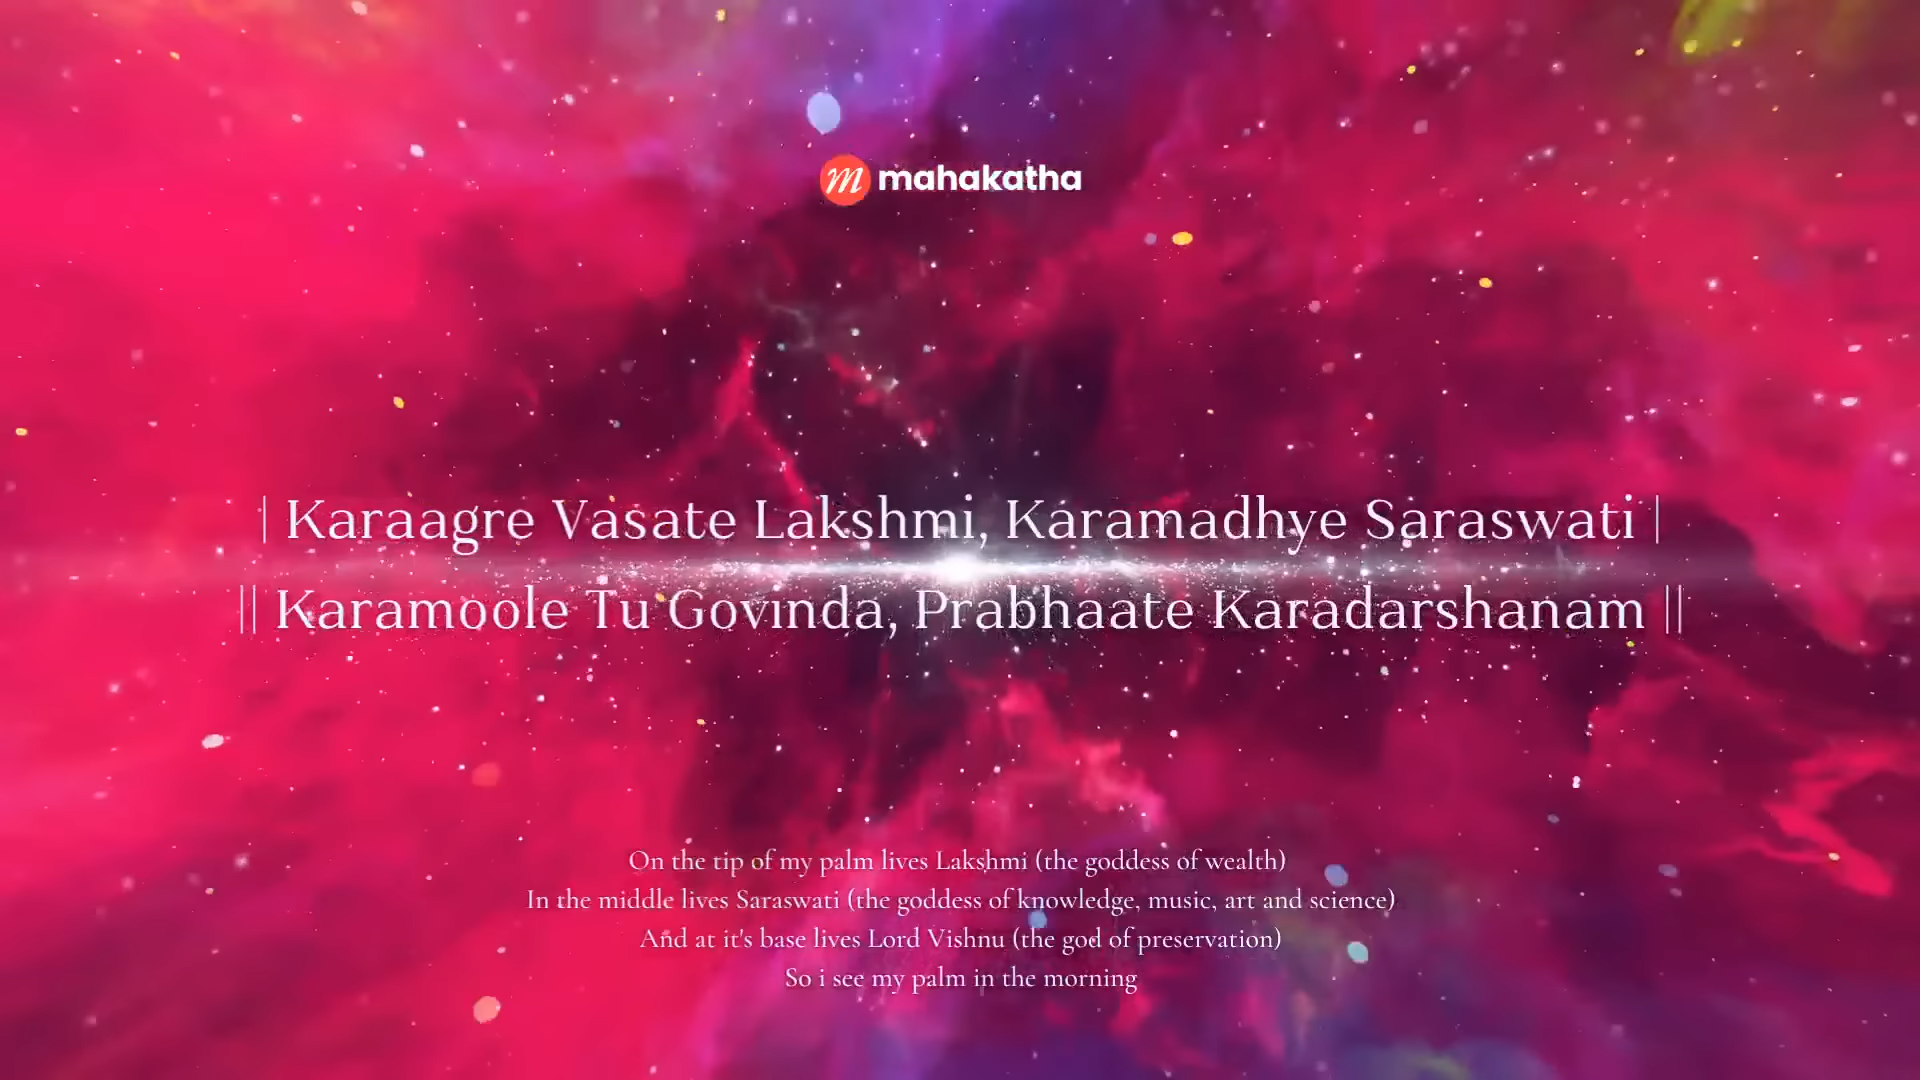 mahakatha
| Karaagre Vasate Lakshmi, Karamadhye Saraswati |
|| Karamoole Tu Govinda, Prabhaate Karadarshanam ||
On the tip of my palm lives Lakshmi (the goddess of wealth)
In the middle lives Saraswati (the goddess of knowledge, music, art and science)
And at it's base lives Lord Vishnu (the god of preservation)
So i see my palm in the morning